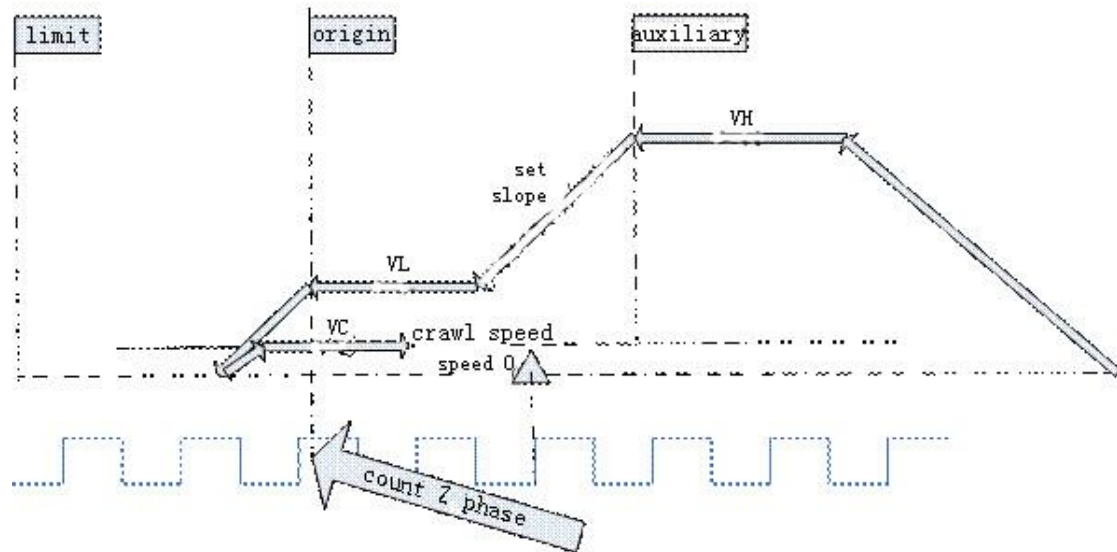 limit
origin
auxiliary
VH
set
slope
VL
VC
crawl speed
speed 0
count Z phase